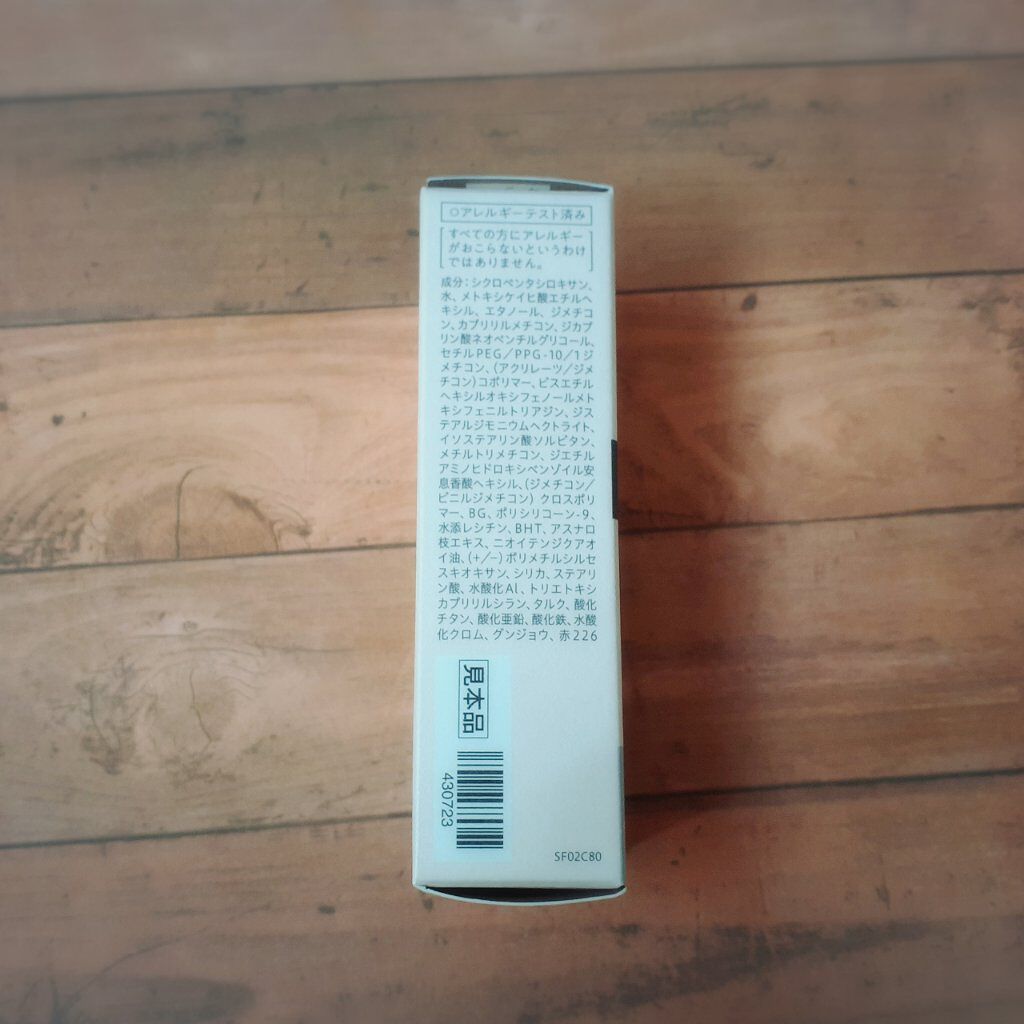 ○アレルギーテスト済み
すべての方にアレルギー
がおこらないというわけ
ではありません。
成分：シクロペンタシロキサン、
水、メトキシケイヒ酸エチルヘ
キシル、エタノール、ジメチコ
ン、カプリリルメチコン、ジカプ
リン酸ネオペンチルグリコール、
セチルPEG／PPG-10／1ジ
メチコン、（アクリレーツ／ジメ
チコン）コポリマー、ビスエチル
ヘキシルオキシフェノールメト
キシフェニルトリアジン、ジス
テアルジモニウムヘクトライト、
イソステアリン酸ソルビタン、
メチルトリメチコン、ジエチル
アミノヒドロキシベンゾイル安
息香酸ヘキシル、（ジメチコン／
ビニルジメチコン）クロスポリ
マー、BG、ポリシリコーン-9、
水添レシチン、BHT、アスナロ
枝エキス、ニオイテンジクアオ
イ油、（+／−）ポリメチルシルセ
スキオキサン、シリカ、ステアリ
ン酸、水酸化Al、トリエトキシ
カプリリルシラン、タルク、酸化
チタン、酸化亜鉛、酸化鉄、水酸
化クロム、グンジョウ、赤226
見本品
430723
SF02C80